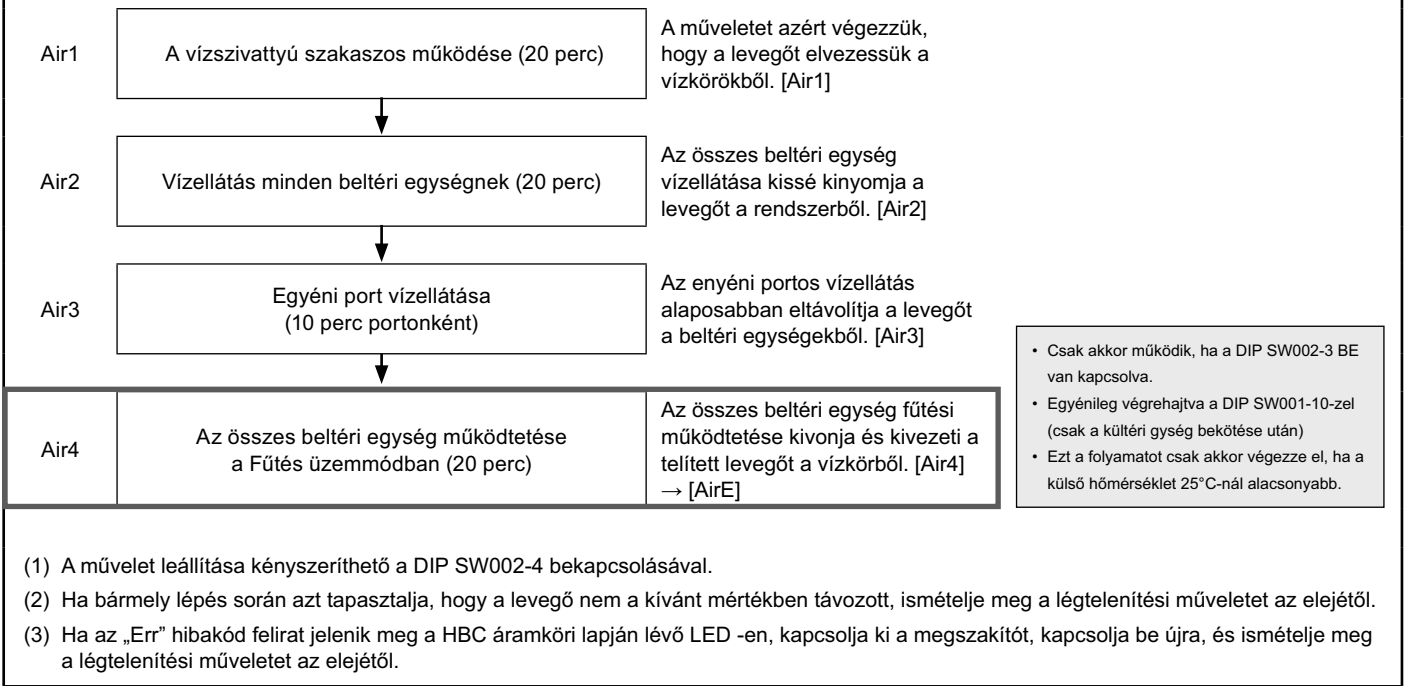 Air1
A vízszivattyú szakaszos működése (20 perc)
A műveletet azért végezzük,
hogy a levegőt elvezessük a
vízkörökből. [Air1]
Air2
Vízellátás minden beltéri egységnek (20 perc)
Az összes beltéri egység
vízellátása kissé kinyomja a
levegőt a rendszerből. [Air2]
Air3
Egyéni port vízellátása
(10 perc portonként)
Az enyéni portos vízellátás
alaposabban eltávolítja a levegőt
a beltéri egységekből. [Air3]
Air4
Az összes beltéri egység működtetése
a Fűtés üzemmódban (20 perc)
Az összes beltéri egység fűtési
működtetése kivonja és kivezeti a
telített levegőt a vízkörből. [Air4]
→ [AirE]
• Csak akkor működik, ha a DIP SW002-3 BE
van kapcsolva.
• Egyénileg végrehajtva a DIP SW001-10-zel
(csak a kültéri gység bekötése után)
• Ezt a folyamatot csak akkor végezze el, ha a
külső hőmérséklet 25°C-nál alacsonyabb.
(1) A művelet leállítása kényszeríthető a DIP SW002-4 bekapcsolásával.
(2) Ha bármely lépés során azt tapasztalja, hogy a levegő nem a kívánt mértékben távozott, ismételje meg a légtelenítési műveletet az elejétől.
(3) Ha az „Err” hibakód felirat jelenik meg a HBC áramköri lapján lévő LED -en, kapcsolja ki a megszakítót, kapcsolja be újra, és ismételje meg
a légtelenítési műveletet az elejétől.